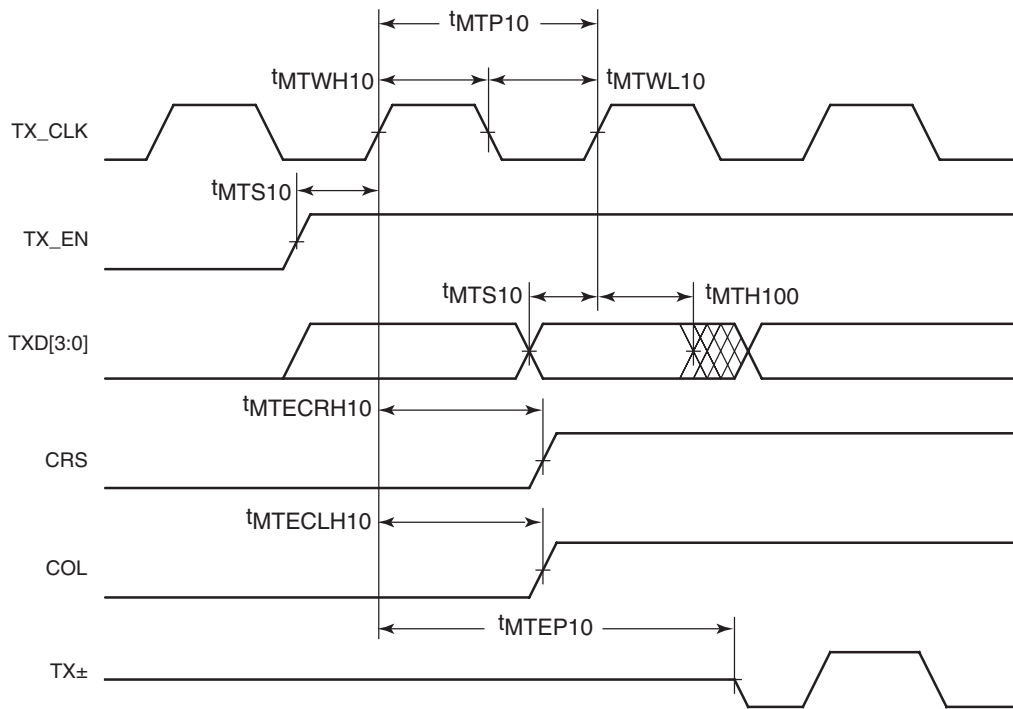 tMTP10
tMTWH10
tMTWL10
TX_CLK
tMTS10
TX_EN
tMTS10
tMTH100
TXD[3:0]
tMTECRH10
CRS
tMTECLH10
COL
tMTEP10
TX±